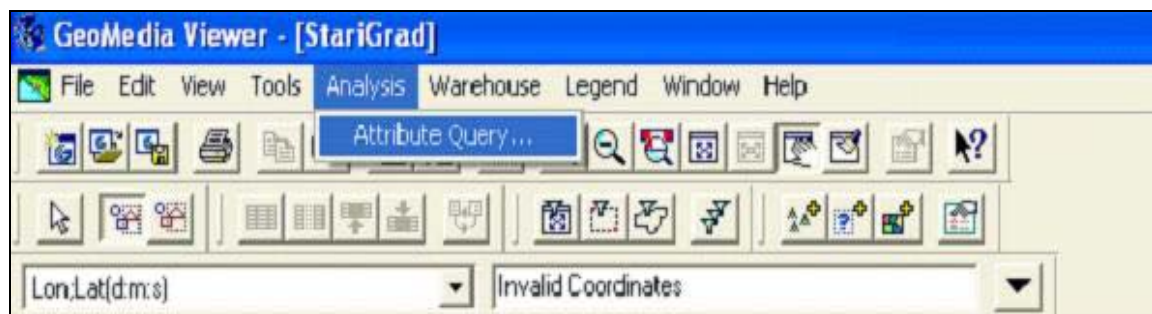 GeoMedia Viewer - [StariGrad]
File Edit View Tools Analysis Warehouse Legend Window Help
Attribute Query...
Lon;Lat(d:m:s) Invalid Coordinates